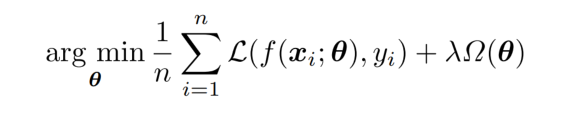 arg min_θ 1/n ∑_{i=1}^{n} ℒ(f(𝒙_i; 𝜽), y_i) + λΩ(𝜽)